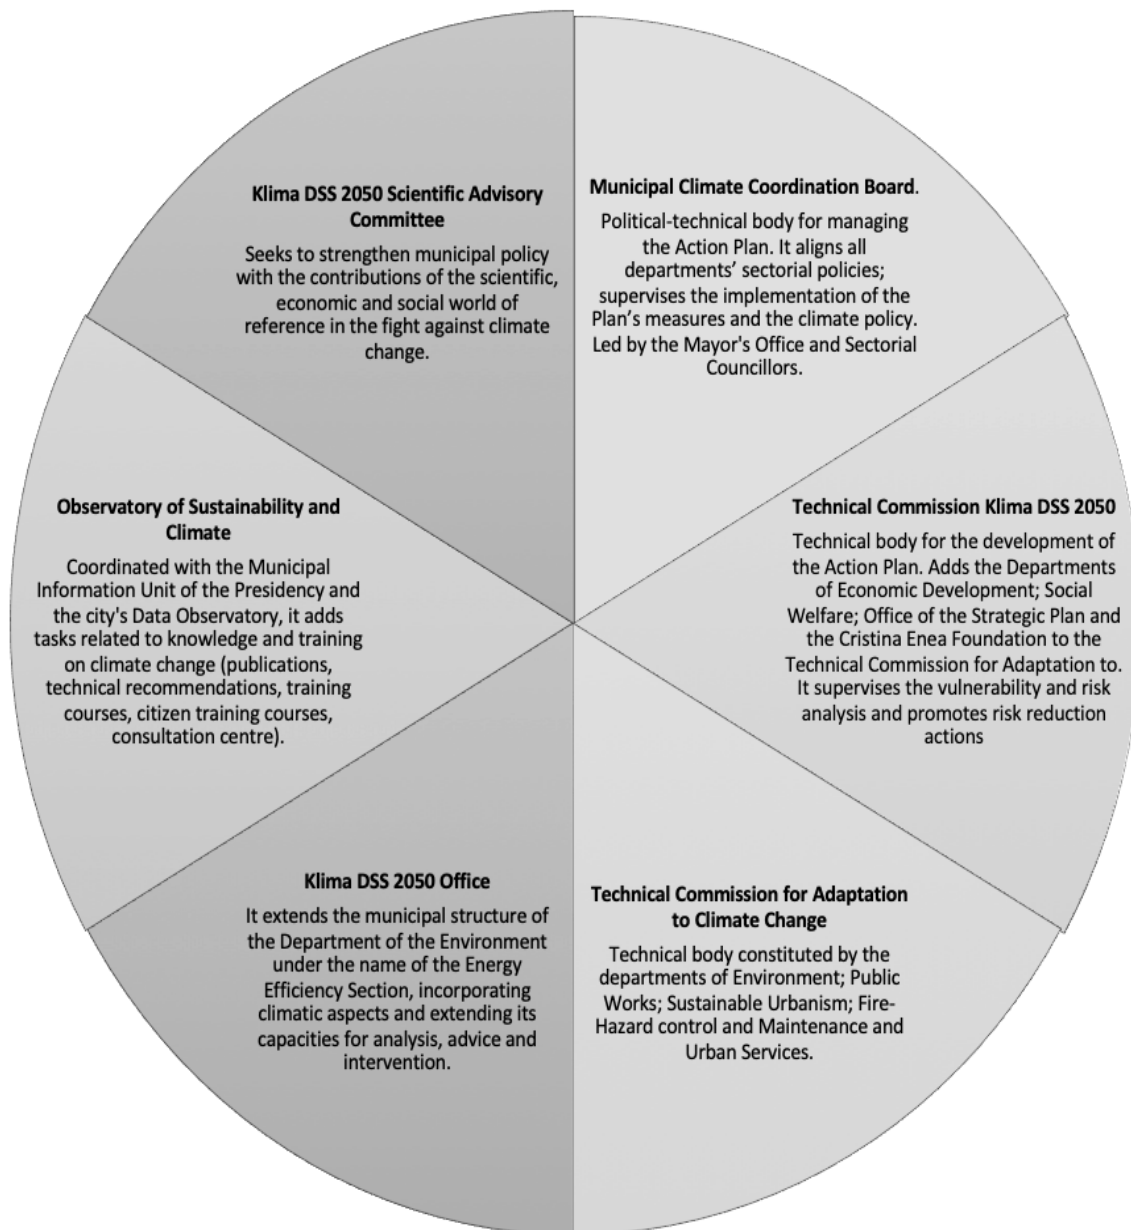 Klima DSS 2050 Scientific Advisory
Committee
Seeks to strengthen municipal policy
with the contributions of the scientific,
economic and social world of
reference in the fight against climate
change.
Municipal Climate Coordination Board.
Political-technical body for managing
the Action Plan. It aligns all
departments’ sectorial policies;
supervises the implementation of the
Plan’s measures and the climate policy.
Led by the Mayor's Office and Sectorial
Councillors.
Observatory of Sustainability and
Climate
Coordinated with the Municipal
Information Unit of the Presidency and
the city's Data Observatory, it adds
tasks related to knowledge and training
on climate change (publications,
technical recommendations, training
courses, citizen training courses,
consultation centre).
Technical Commission Klima DSS 2050
Technical body for the development of
the Action Plan. Adds the Departments
of Economic Development; Social
Welfare; Office of the Strategic Plan and
the Cristina Enea Foundation to the
Technical Commission for Adaptation to.
It supervises the vulnerability and risk
analysis and promotes risk reduction
actions
Klima DSS 2050 Office
It extends the municipal structure of
the Department of the Environment
under the name of the Energy
Efficiency Section, incorporating
climatic aspects and extending its
capacities for analysis, advice and
intervention.
Technical Commission for Adaptation
to Climate Change
Technical body constituted by the
departments of Environment; Public
Works; Sustainable Urbanism; Fire-
Hazard control and Maintenance and
Urban Services.